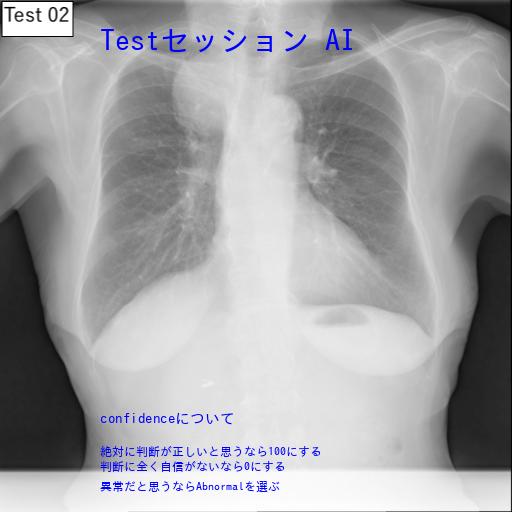 Test 02
Testセッション AI
confidenceについて
絶対に判断が正しいと思うなら100にする
判断に全く自信がないなら0にする
異常だと思うならAbnormalを選ぶ